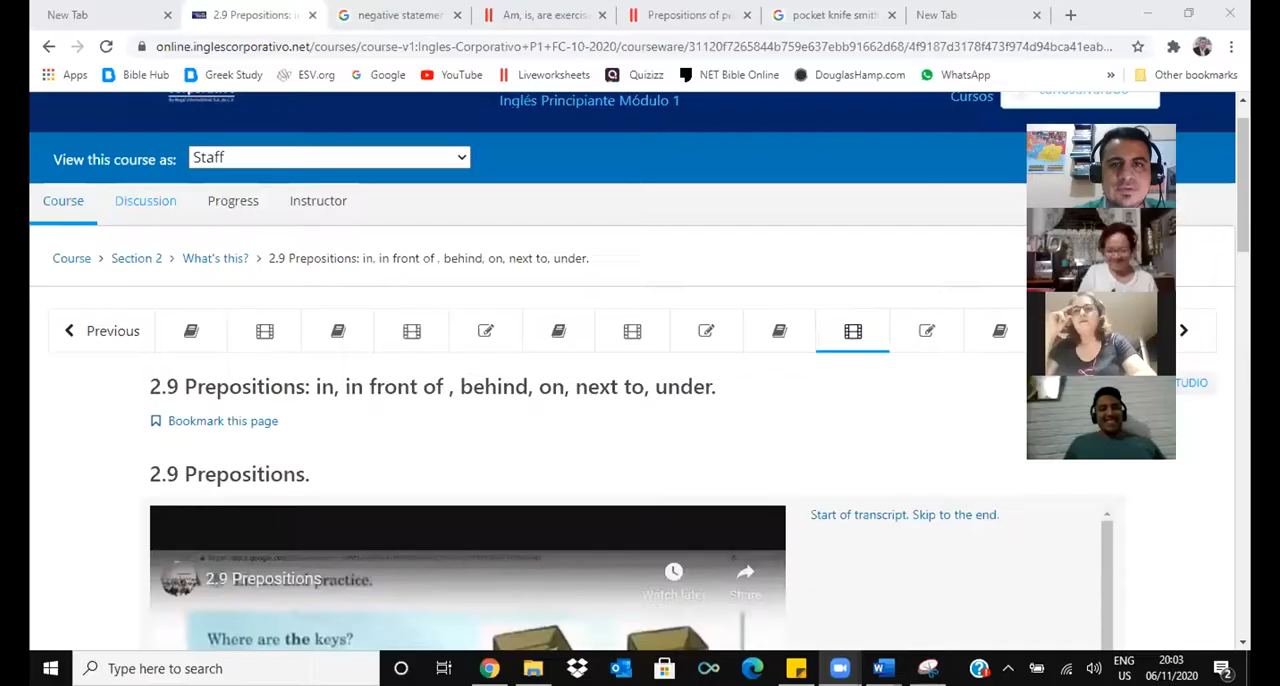 New Tab
2.9 Prepositions: i
negative statemer
Am, is, are exercis
Prepositions of p
pocket knife smith
New Tab
online.inglescorporativo.net/courses/course-v1:Ingles-Corporativo+P1+FC-10-2020/courseware/31120f7265844b759e637ebb91662d68/4f9187d3178f473f974d94bca41eab...
Apps
Bible Hub
Greek Study
ESV.org
Google
YouTube
Liveworksheets
Quizizz
NET Bible Online
DouglasHamp.com
WhatsApp
»
Other bookmarks
Inglés Principiante Módulo 1
Cursos
View this course as:
Staff
Course
Discussion
Progress
Instructor
Course > Section 2 > What's this? > 2.9 Prepositions: in, in front of , behind, on, next to, under.
Previous
2.9 Prepositions: in, in front of , behind, on, next to, under.
TUDIO
Bookmark this page
2.9 Prepositions.
Start of transcript. Skip to the end.
2.9 Prepositions
practice.
Watch late
Share
Where are the keys?
Type here to search
ENG
US
20:03
06/11/2020
2